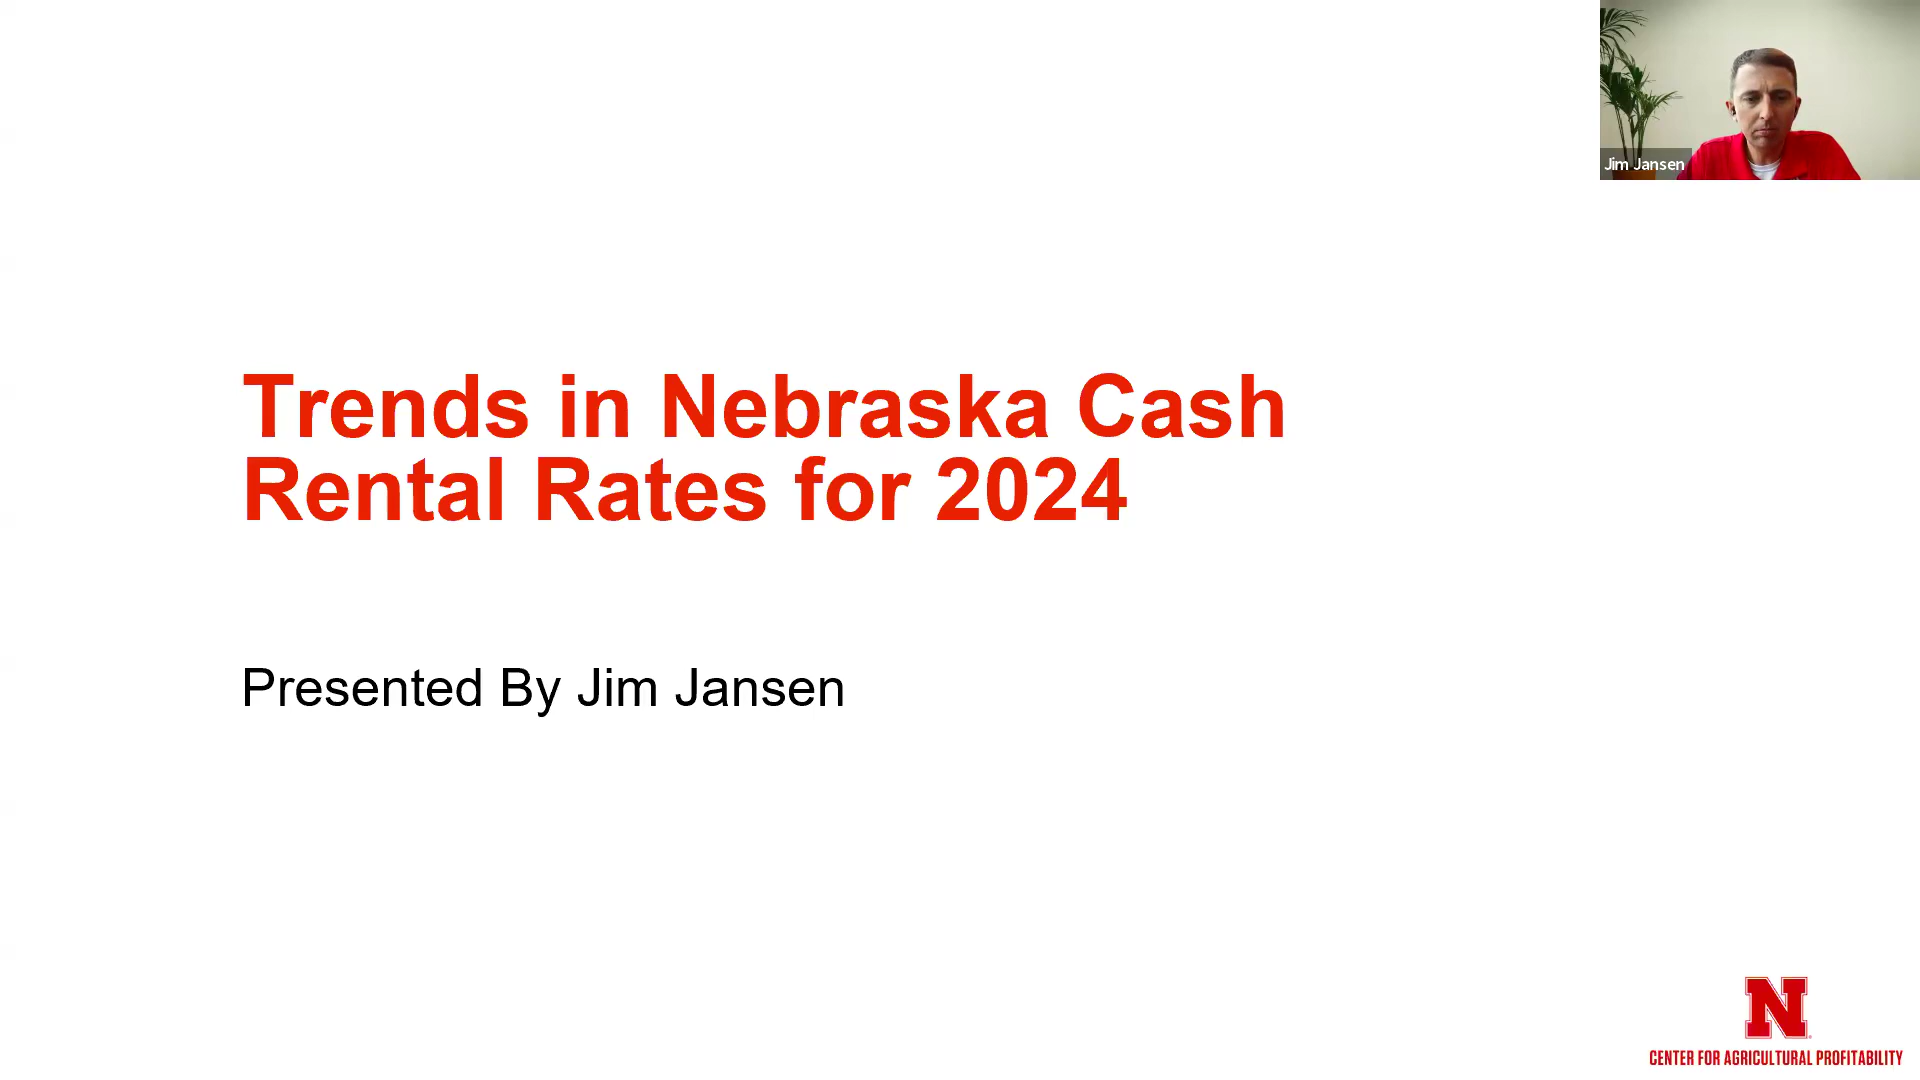 Jim Jansen
Trends in Nebraska Cash
Rental Rates for 2024
Presented By Jim Jansen
N
CENTER FOR AGRICULTURAL PROFITABILITY